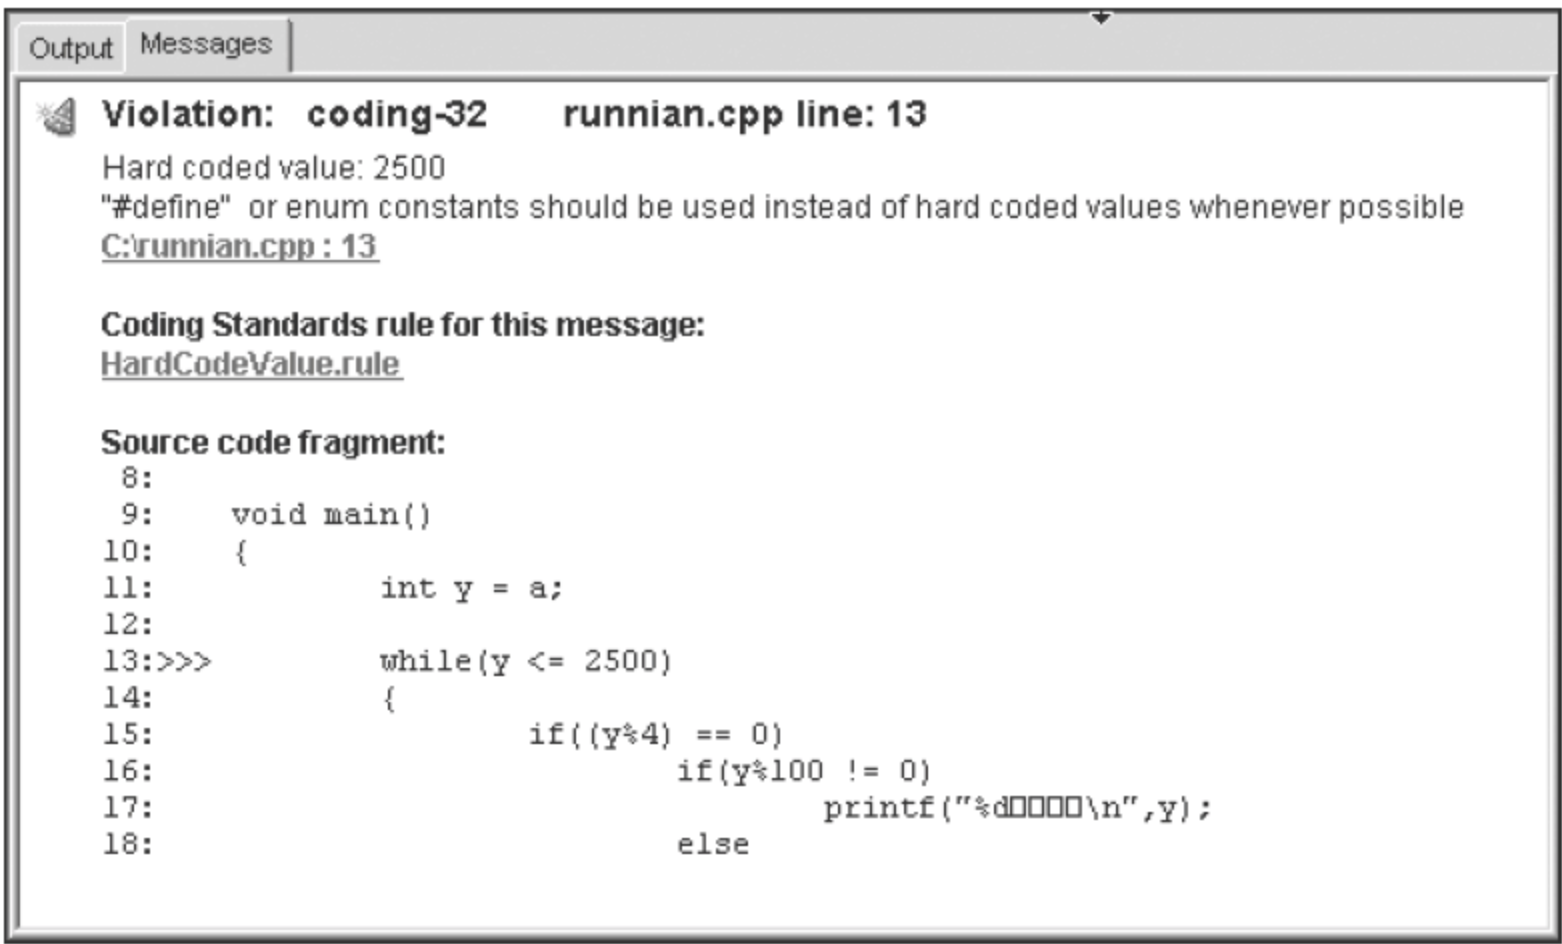 Output Messages
Violation: coding-32 runnian.cpp line: 13
Hard coded value: 2500
"#define" or enum constants should be used instead of hard coded values whenever possible
C:\runnian.cpp : 13
Coding Standards rule for this message:
HardCodeValue.rule
Source code fragment:
8:
9: void main()
10: {
11: int y = a;
12:
13:>>> while(y <= 2500)
14: {
15: if((y%4) == 0)
16: if(y%100 != 0)
17: printf("%d□□□□\n",y);
18: else